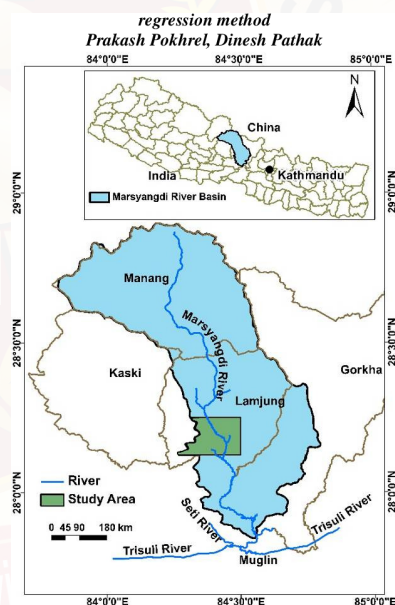 regression method
Prakash Pokhrel, Dinesh Pathak
84°0'0"E 84°30'0"E 85°0'0"E
N
China
India
Kathmandu
Marsyangdi River Basin
29°0'0"N 29°0'0"N
Manang
Marsyangdi River
28°30'0"N 28°30'0"N
Kaski
Gorkha
Lamjung
River
Study Area
28°0'0"N 28°0'0"N
0 45 90 180 km
Seti River
Trisuli River
Trisuli River
Muglin
84°0'0"E 84°30'0"E 85°0'0"E